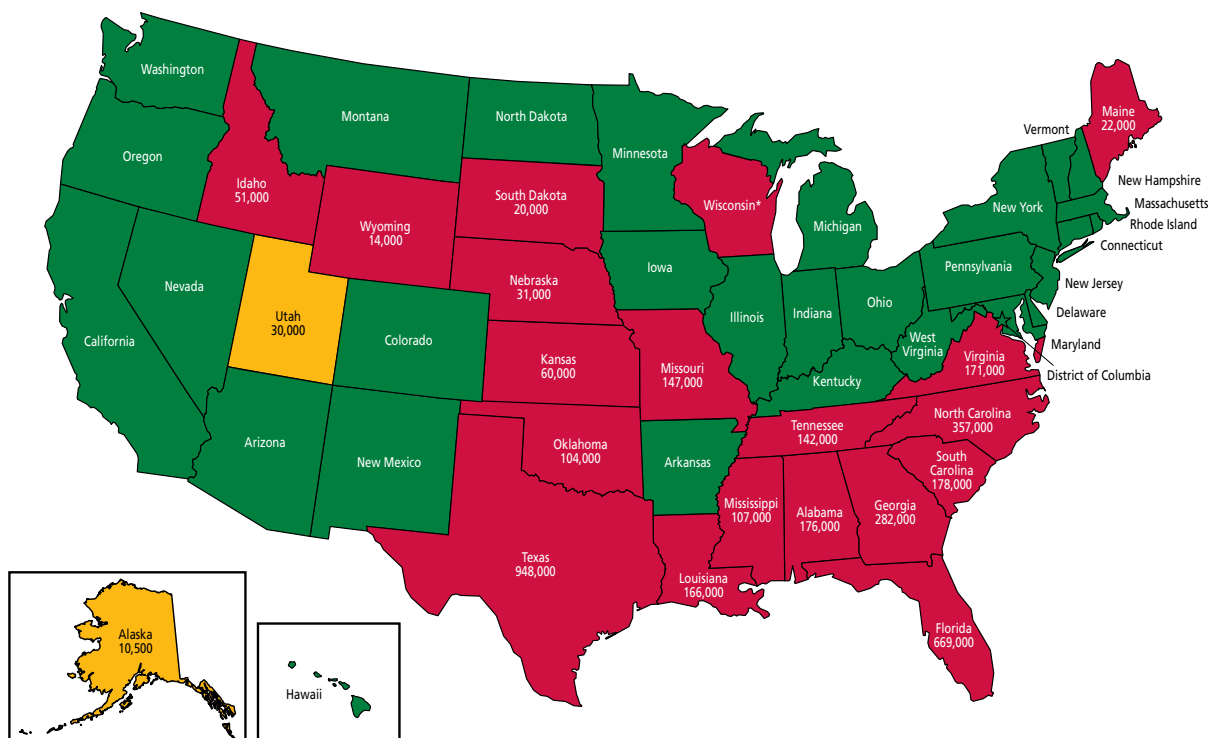 Washington
Montana
North Dakota
Minnesota
Oregon
Idaho
51,000
South Dakota
20,000
Wisconsin*
Wyoming
14,000
Michigan
Maine
22,000
Vermont
New Hampshire
New York
Massachusetts
Rhode Island
Connecticut
Iowa
Pennsylvania
Nebraska
31,000
Nevada
New Jersey
Utah
30,000
Illinois
Indiana
Ohio
Delaware
California
Colorado
West
Virginia
Maryland
Virginia
171,000
Kansas
60,000
Missouri
147,000
Kentucky
District of Columbia
North Carolina
357,000
Tennessee
142,000
Arizona
New Mexico
Oklahoma
104,000
Arkansas
South
Carolina
178,000
Mississippi
107,000
Alabama
176,000
Georgia
282,000
Texas
948,000
Louisiana
166,000
Florida
669,000
Alaska
10,500
Hawaii